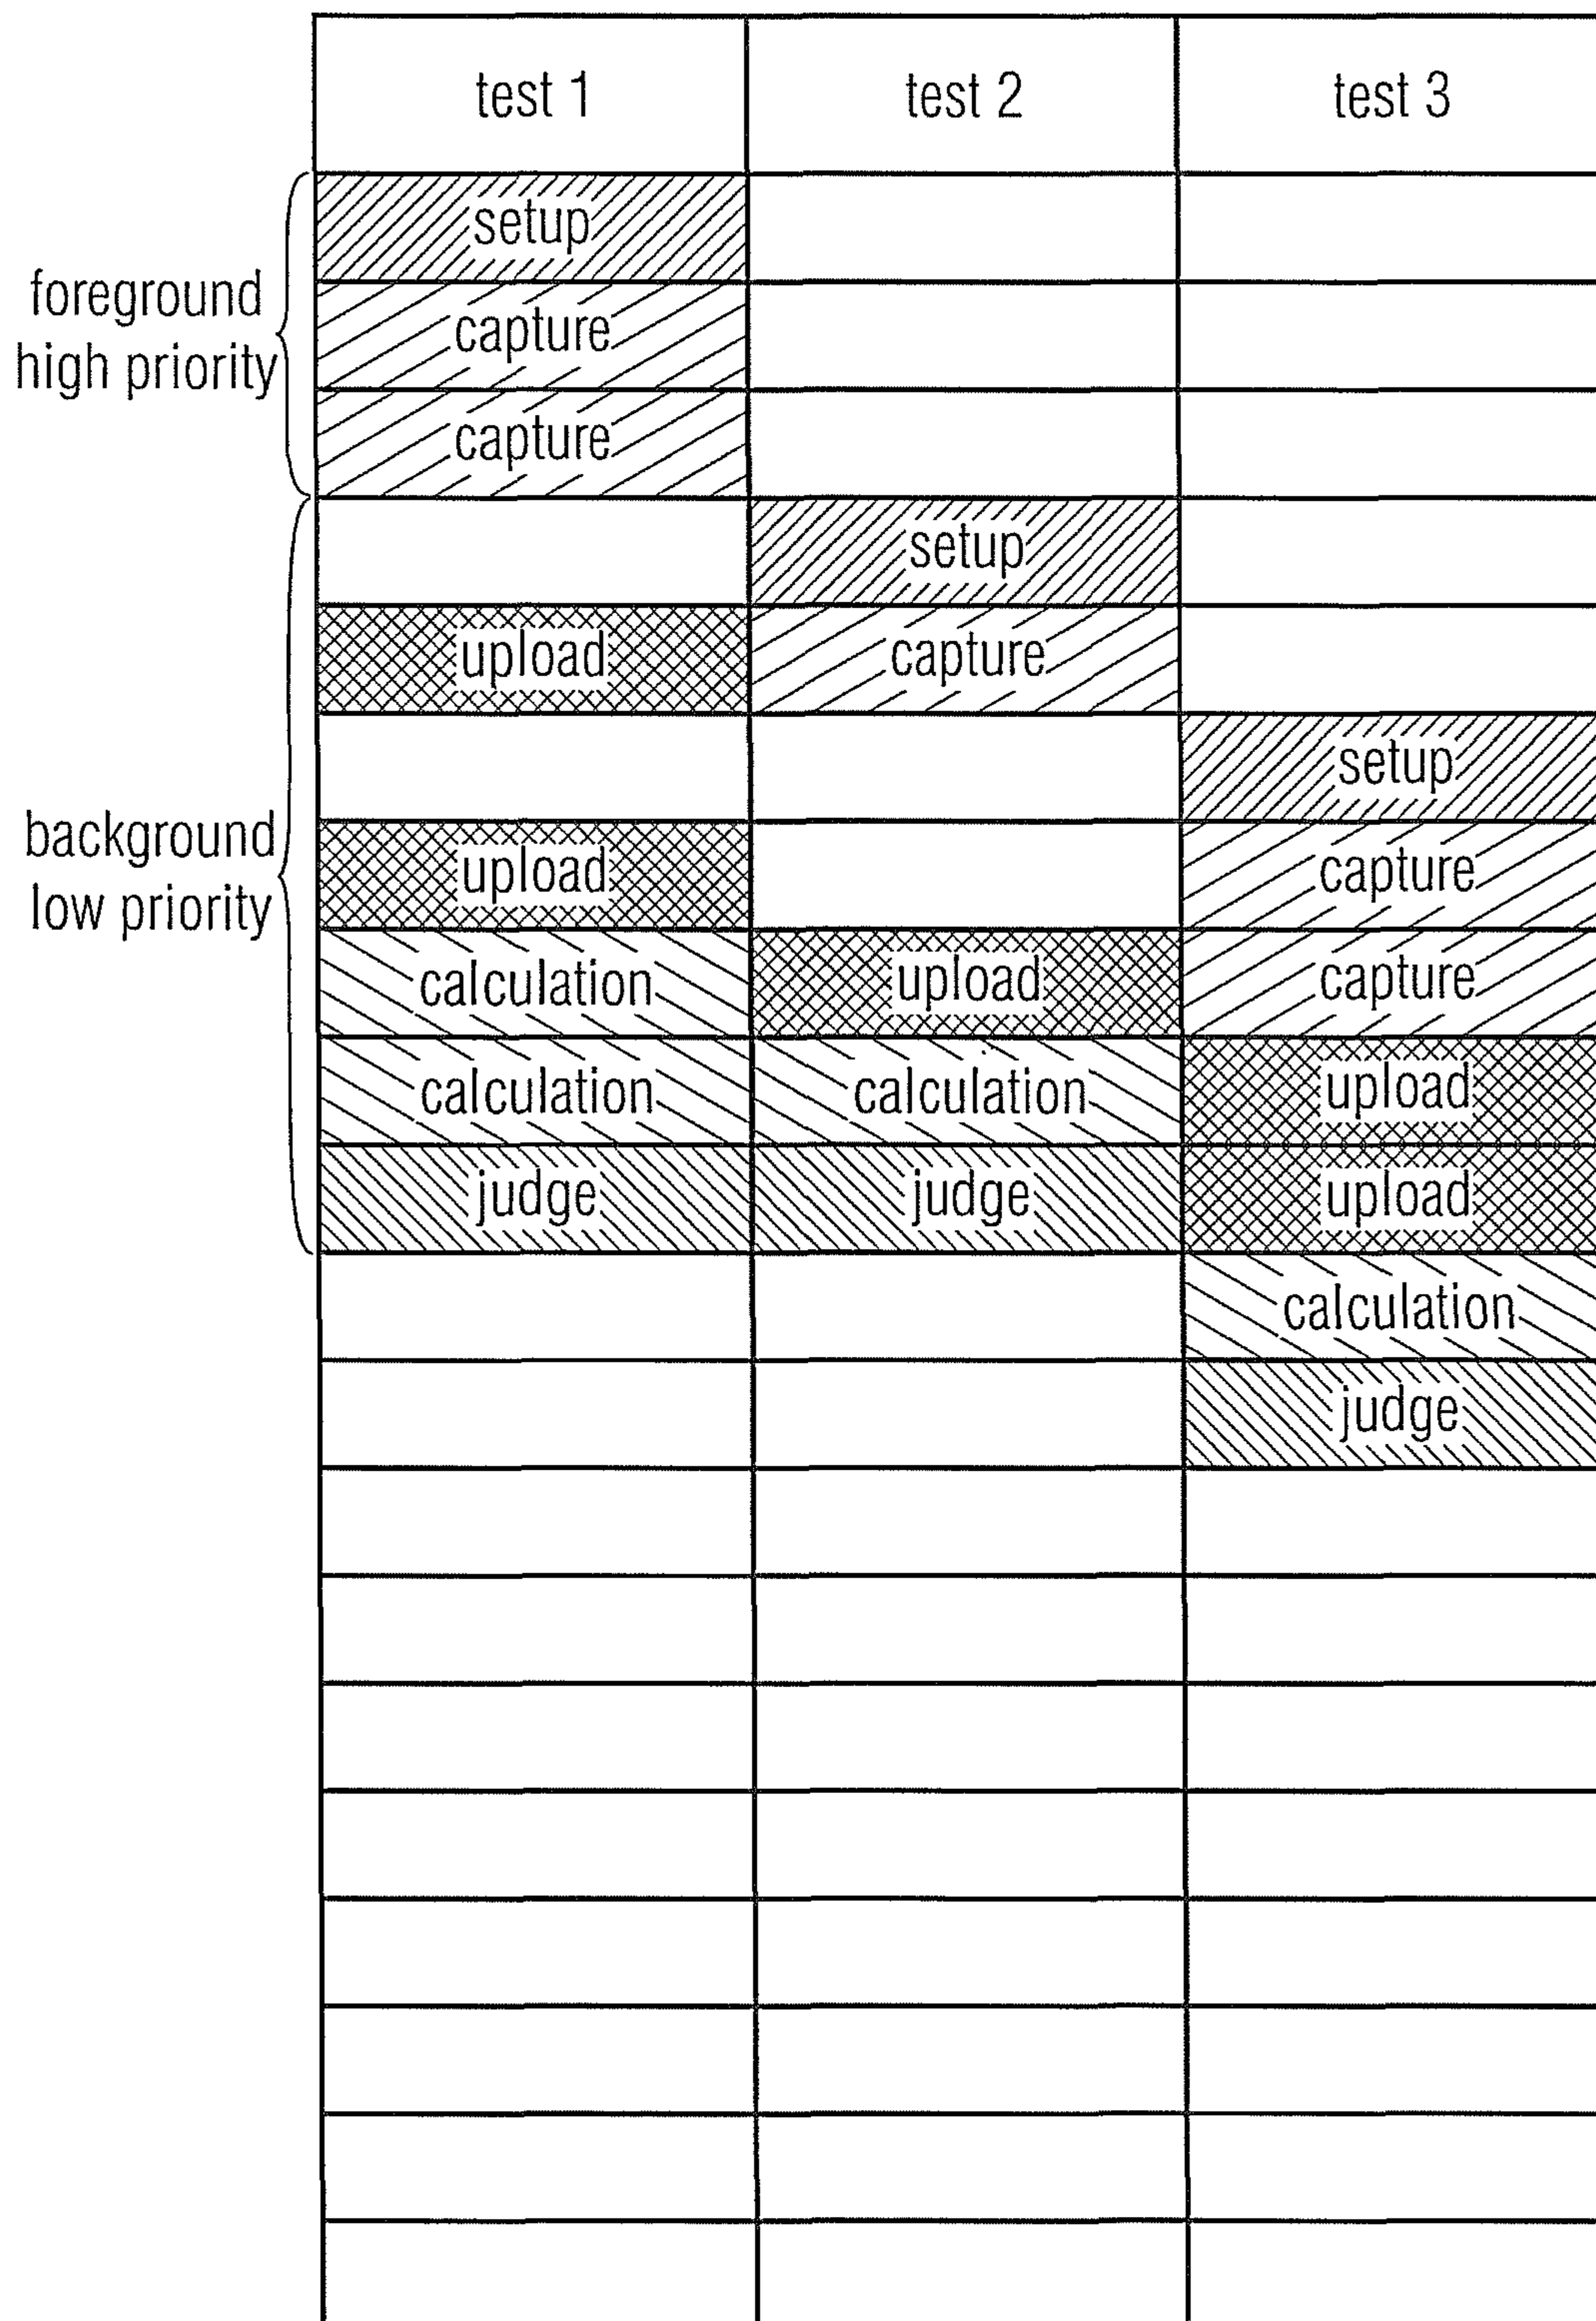 test 1 test 2 test 3
setup
foreground
high priority
capture
capture
setup
upload capture
setup
background
low priority
upload capture
calculation upload capture
calculation calculation upload
judge judge upload
calculation
judge